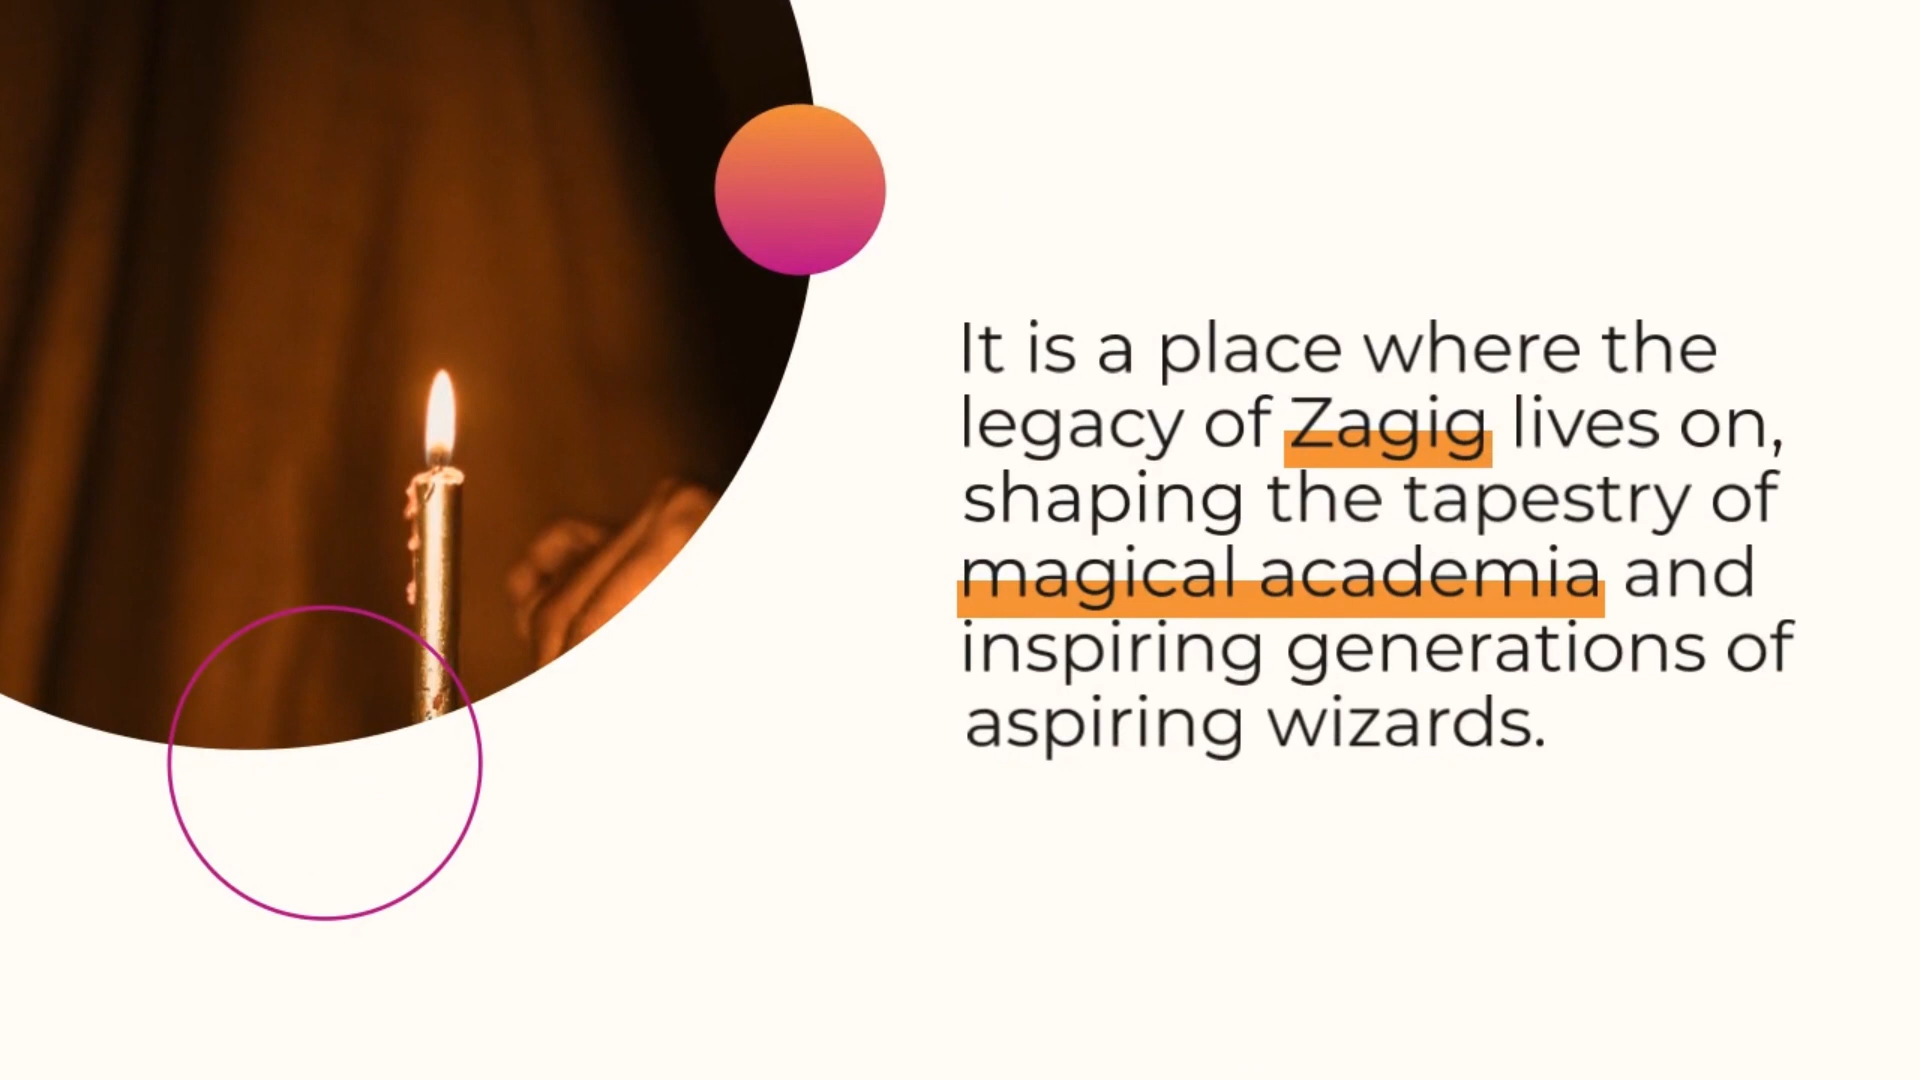 It is a place where the
legacy of Zagig lives on,
shaping the tapestry of
magical academia and
inspiring generations of
aspiring wizards.